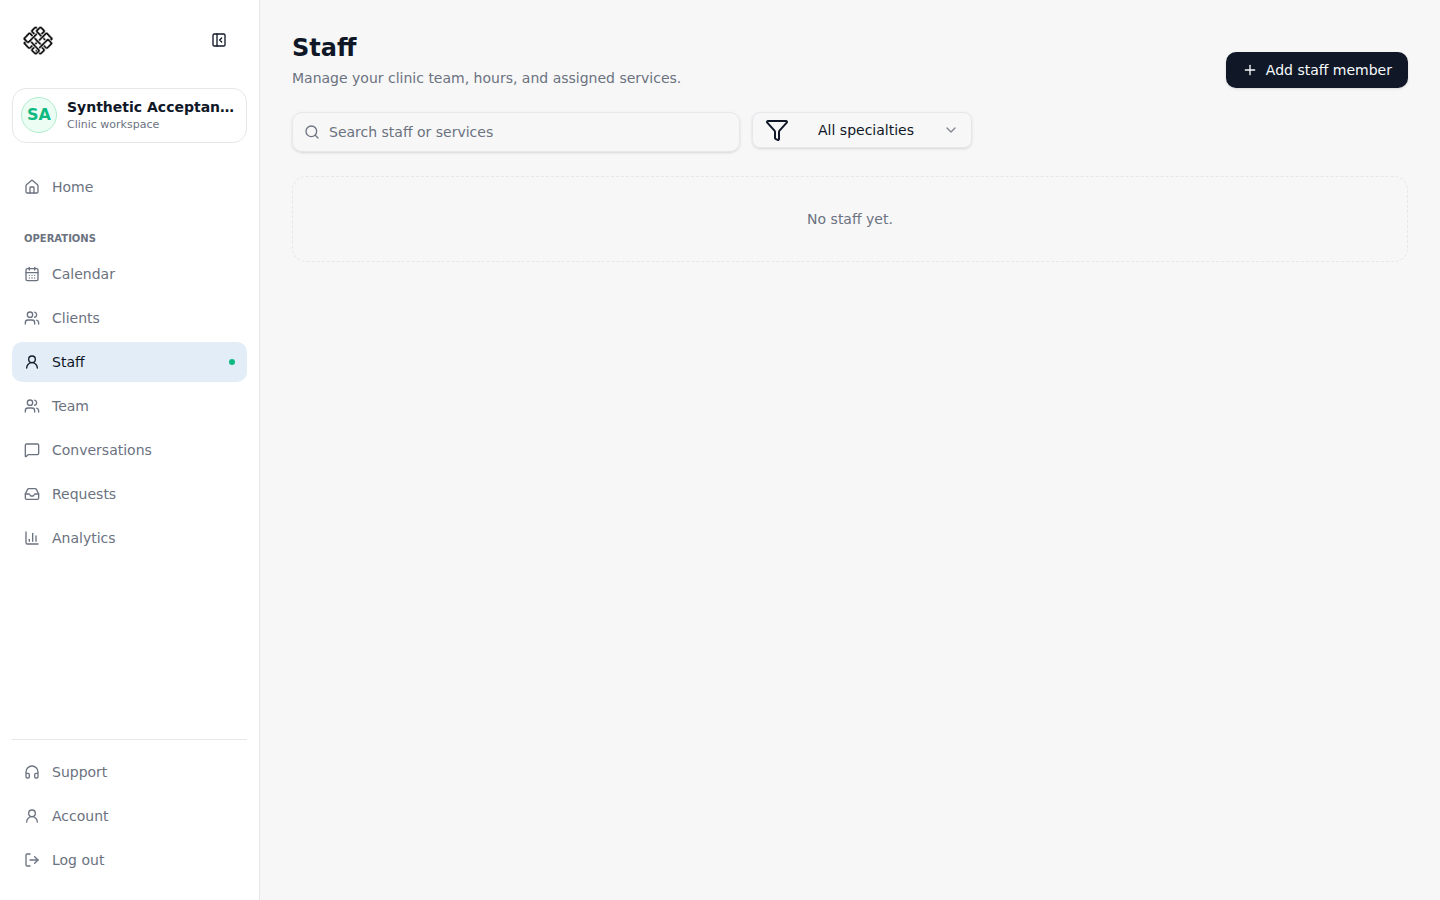 SA
Synthetic Acceptan...
Clinic workspace
Home
OPERATIONS
Calendar
Clients
Staff
Team
Conversations
Requests
Analytics
Support
Account
Log out
Staff
Manage your clinic team, hours, and assigned services.
Add staff member
Search staff or services
All specialties
No staff yet.